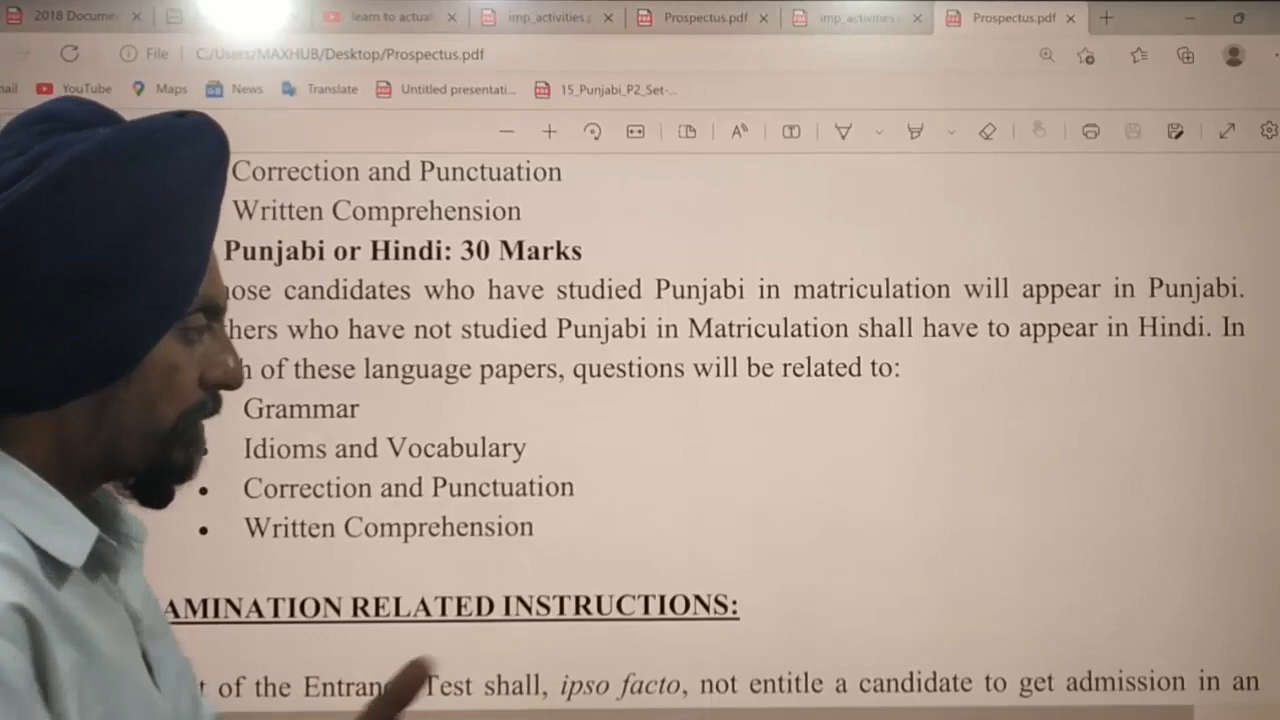 2018 Docume
learn to actual
imp_activities.p
Prospectus.pdf
imp_activities
Prospectus.pdf
File
C:/Users/MAXHUB/Desktop/Prospectus.pdf
YouTube
Maps
News
Translate
Untitled presentati...
15_Punjabi_P2_Set-...
Correction and Punctuation
Written Comprehension
Punjabi or Hindi: 30 Marks
ose candidates who have studied Punjabi in matriculation will appear in Punjabi.
hers who have not studied Punjabi in Matriculation shall have to appear in Hindi. In
h of these language papers, questions will be related to:
Grammar
Idioms and Vocabulary
• Correction and Punctuation
• Written Comprehension
AMINATION RELATED INSTRUCTIONS:
t of the Entran Test shall, ipso facto, not entitle a candidate to get admission in an